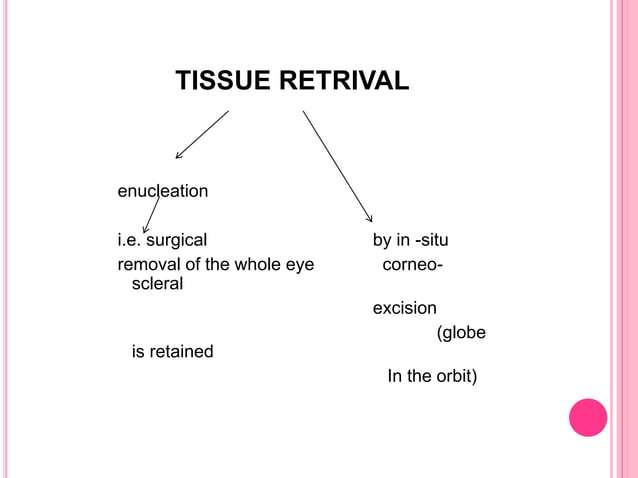 TISSUE RETRIVAL
enucleation
i.e. surgical by in -situ
removal of the whole eye corneo-
scleral
excision
(globe
is retained
In the orbit)